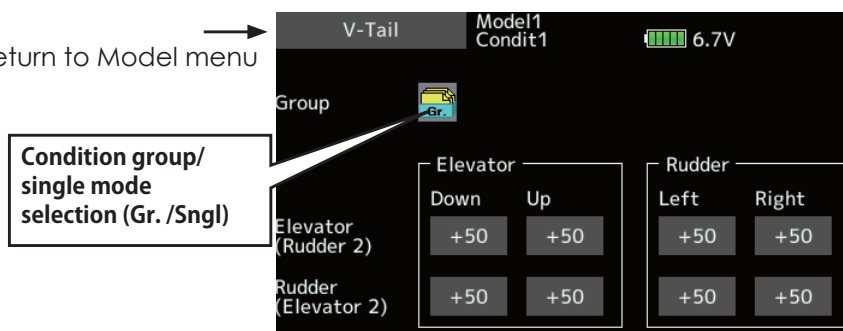 V-Tail Model1
Condit1 6.7V
eturn to Model menu
Group Gr.
Condition group/
single mode
selection (Gr. /Sngl)
Elevator Rudder
Down Up Left Right
Elevator
(Rudder 2) +50 +50 +50 +50
Rudder
(Elevator 2) +50 +50 +50 +50